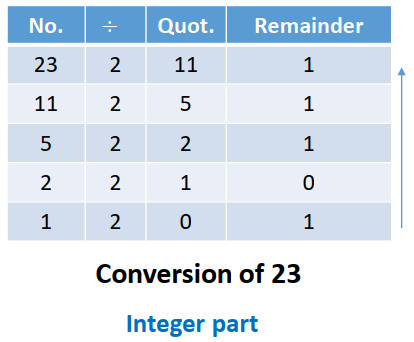 No. ÷ Quot. Remainder
23 2 11 1
11 2 5 1
5 2 2 1
2 2 1 0
1 2 0 1
Conversion of 23
Integer part